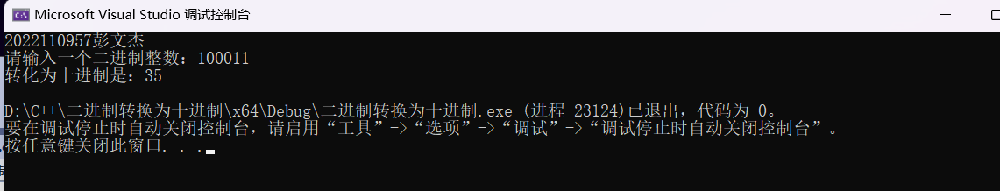 Microsoft Visual Studio 调试控制台
2022110957彭文杰
请输入一个二进制整数：100011
转化为十进制是：35
D:\C++\二进制转换为十进制\x64\Debug\二进制转换为十进制.exe (进程 23124)已退出，代码为 0。
要在调试停止时自动关闭控制台，请启用“工具”->“选项”->“调试”->“调试停止时自动关闭控制台”。
按任意键关闭此窗口. . .